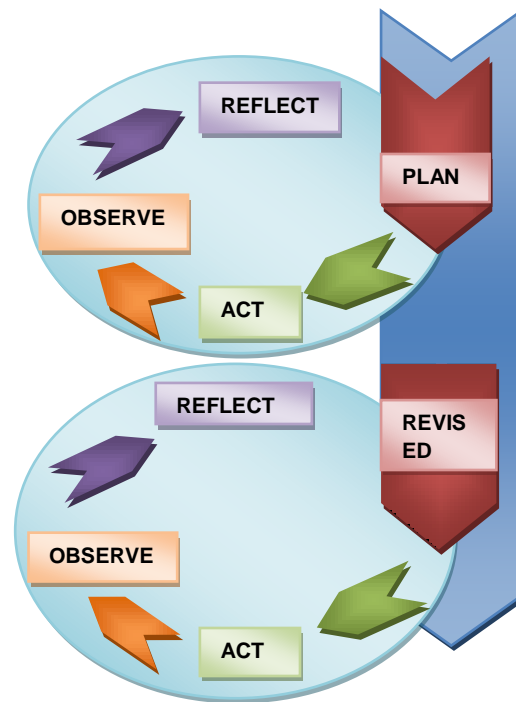 REFLECT
PLAN
OBSERVE
ACT
REFLECT
REVIS
ED
OBSERVE
ACT